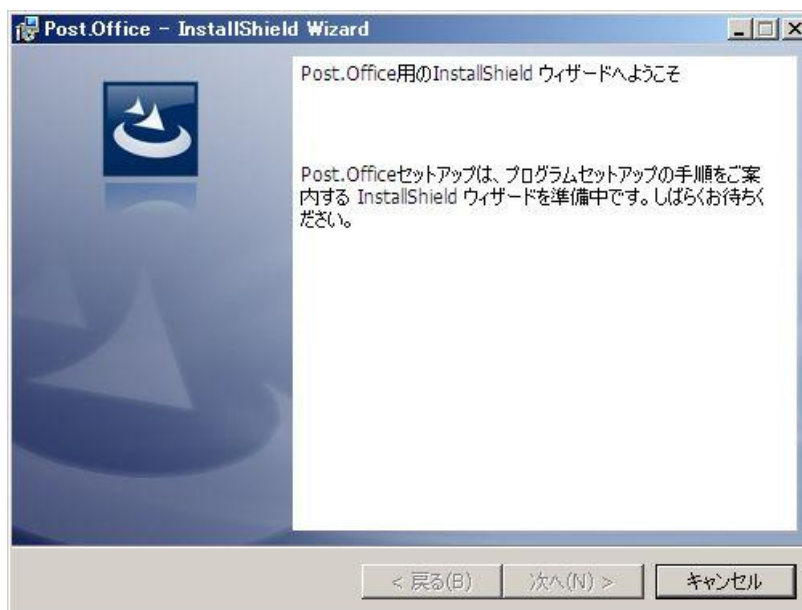 Post.Office - InstallShield Wizard
Post.Office用のInstallShield ウィザードへようこそ
Post.Officeセットアップは、プログラムセットアップの手順をご案
内する InstallShield ウィザードを準備中です。しばらくお待ちく
ださい。
< 戻る(B)
次へ(N) >
キャンセル